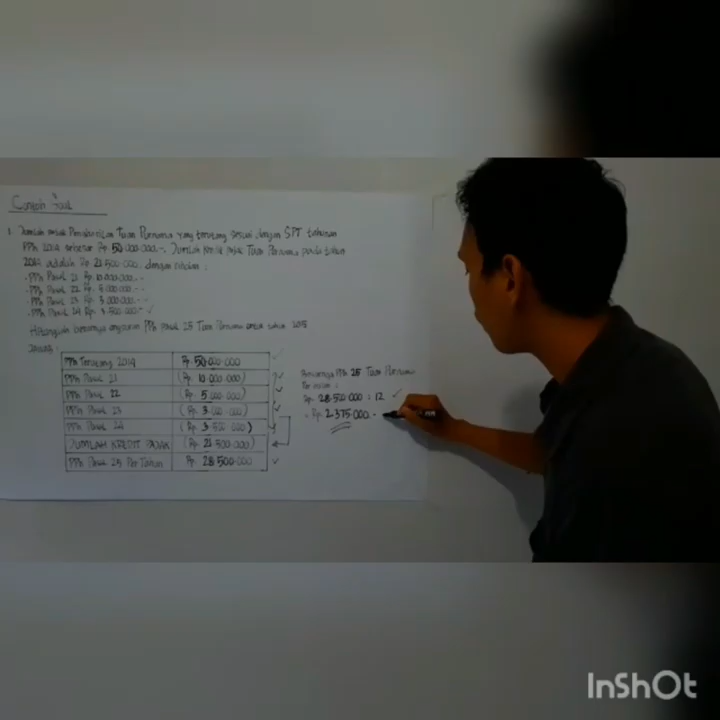 Contoh Soal
1. Jumlah pajak Penghasilan Tuan Purnama yang terutang sesuai dengan SPT tahunan
PPh 2014 sebesar Rp. 50.000.000.-. Jumlah kredit pajak Tuan Purnama pada tahun
2014 adalah Rp. 21.500.000. dengan rincian :
- PPh Pasal 21 Rp. 10.000.000.-
- PPh Pasal 22 Rp. 5.000.000.-
- PPh Pasal 23 Rp. 3.000.000.-
- PPh Pasal 24 Rp. 3.500.000.-
Hitunglah besarnya angsuran PPh Pasal 25 Tuan Purnama untuk tahun 2015
Jawab :
PPh Terutang 2014 Rp. 50.000.000
PPh Pasal 21 (Rp. 10.000.000)
PPh Pasal 22 (Rp. 5.000.000)
PPh Pasal 23 (Rp. 3.000.000)
PPh Pasal 24 (Rp. 3.500.000)
JUMLAH KREDIT PAJAK (Rp. 21.500.000)
PPh Pasal 25 Per Tahun Rp. 28.500.000
Besarnya PPh 25 Tuan Purnama
Per bulan :
Rp. 28.500.000 : 12
= Rp. 2.375.000.-
InShOt